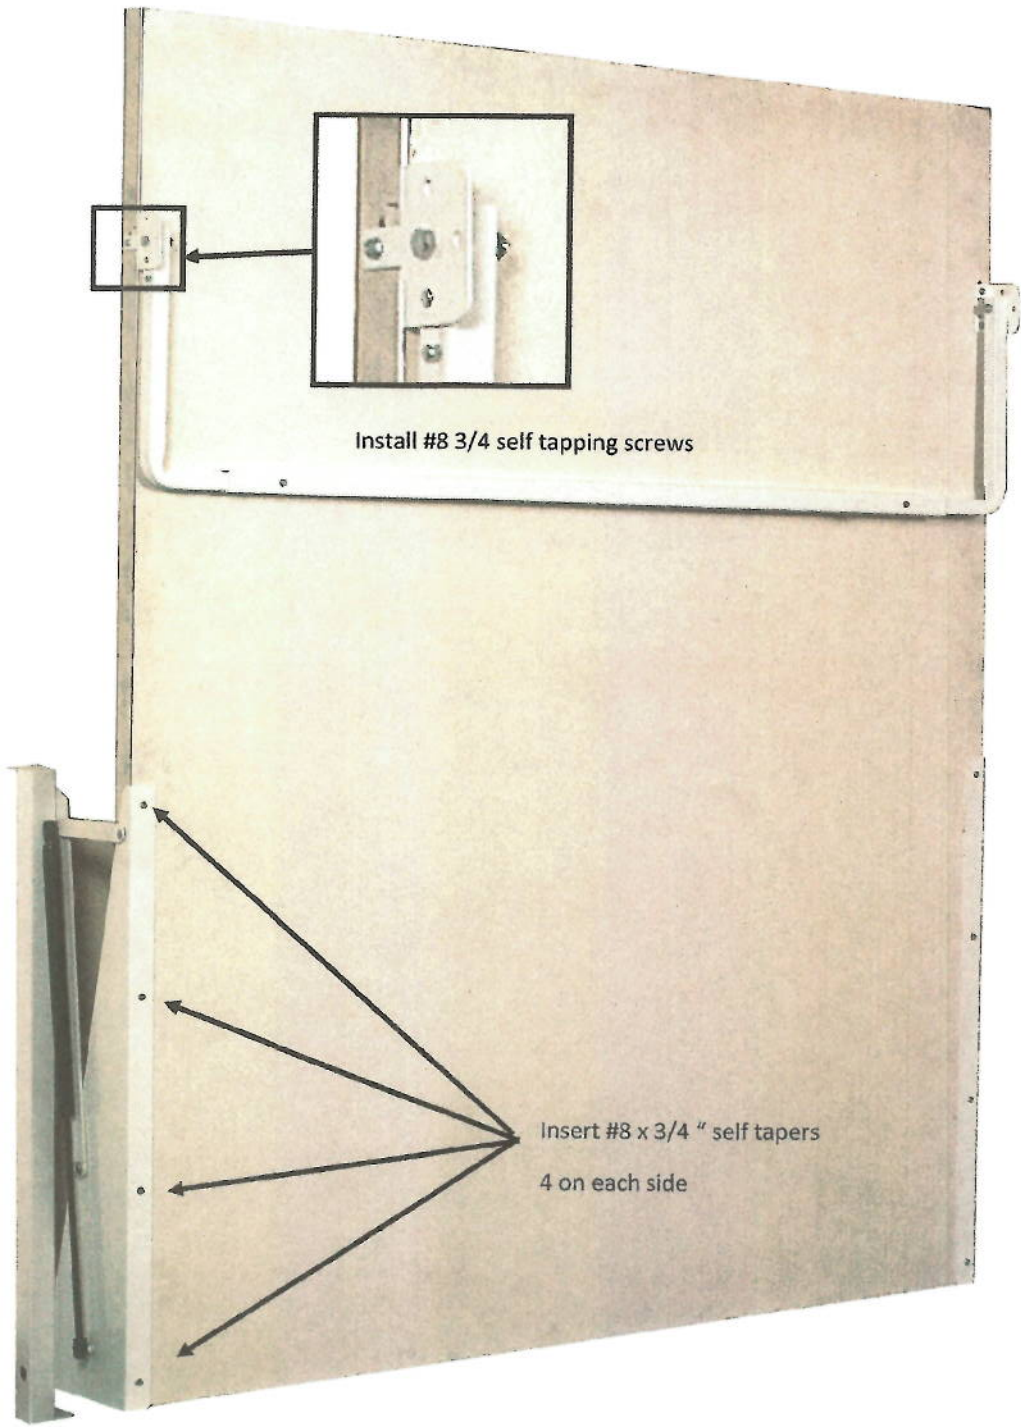 Install #8 3/4 self tapping screws
Insert #8 x 3/4 “ self tapers
4 on each side